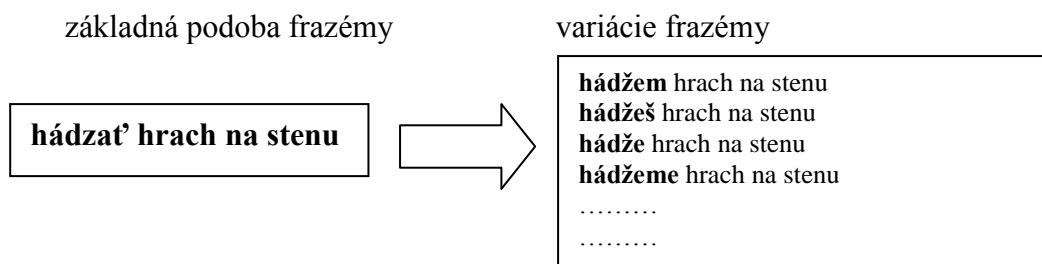 základná podoba frazémy
variácie frazémy
hádzať hrach na stenu
hádžem hrach na stenu
hádžeš hrach na stenu
hádže hrach na stenu
hádžeme hrach na stenu
………
………